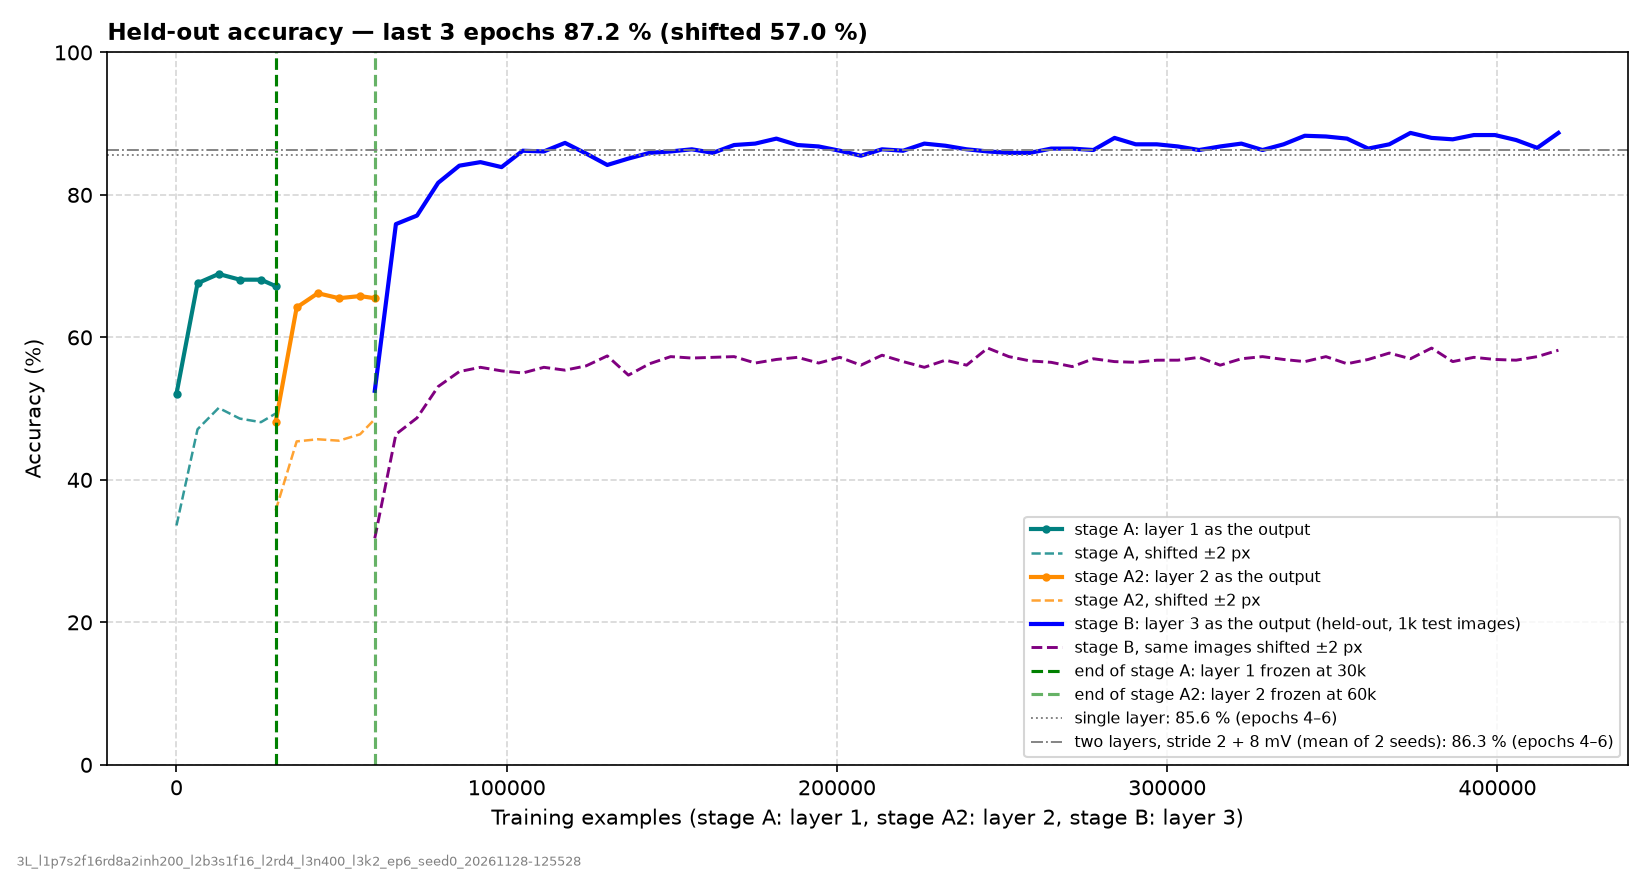 Held-out accuracy — last 3 epochs 87.2 % (shifted 57.0 %)
100
80
60
40
20
0
Accuracy (%)
stage A: layer 1 as the output
stage A, shifted ±2 px
stage A2: layer 2 as the output
stage A2, shifted ±2 px
stage B: layer 3 as the output (held-out, 1k test images)
stage B, same images shifted ±2 px
end of stage A: layer 1 frozen at 30k
end of stage A2: layer 2 frozen at 60k
single layer: 85.6 % (epochs 4–6)
two layers, stride 2 + 8 mV (mean of 2 seeds): 86.3 % (epochs 4–6)
0 100000 200000 300000 400000
Training examples (stage A: layer 1, stage A2: layer 2, stage B: layer 3)
3L_l1p7s2f16rd8a2inh200_l2b3s1f16_l2rd4_l3n400_l3k2_ep6_seed0_20261128-125528